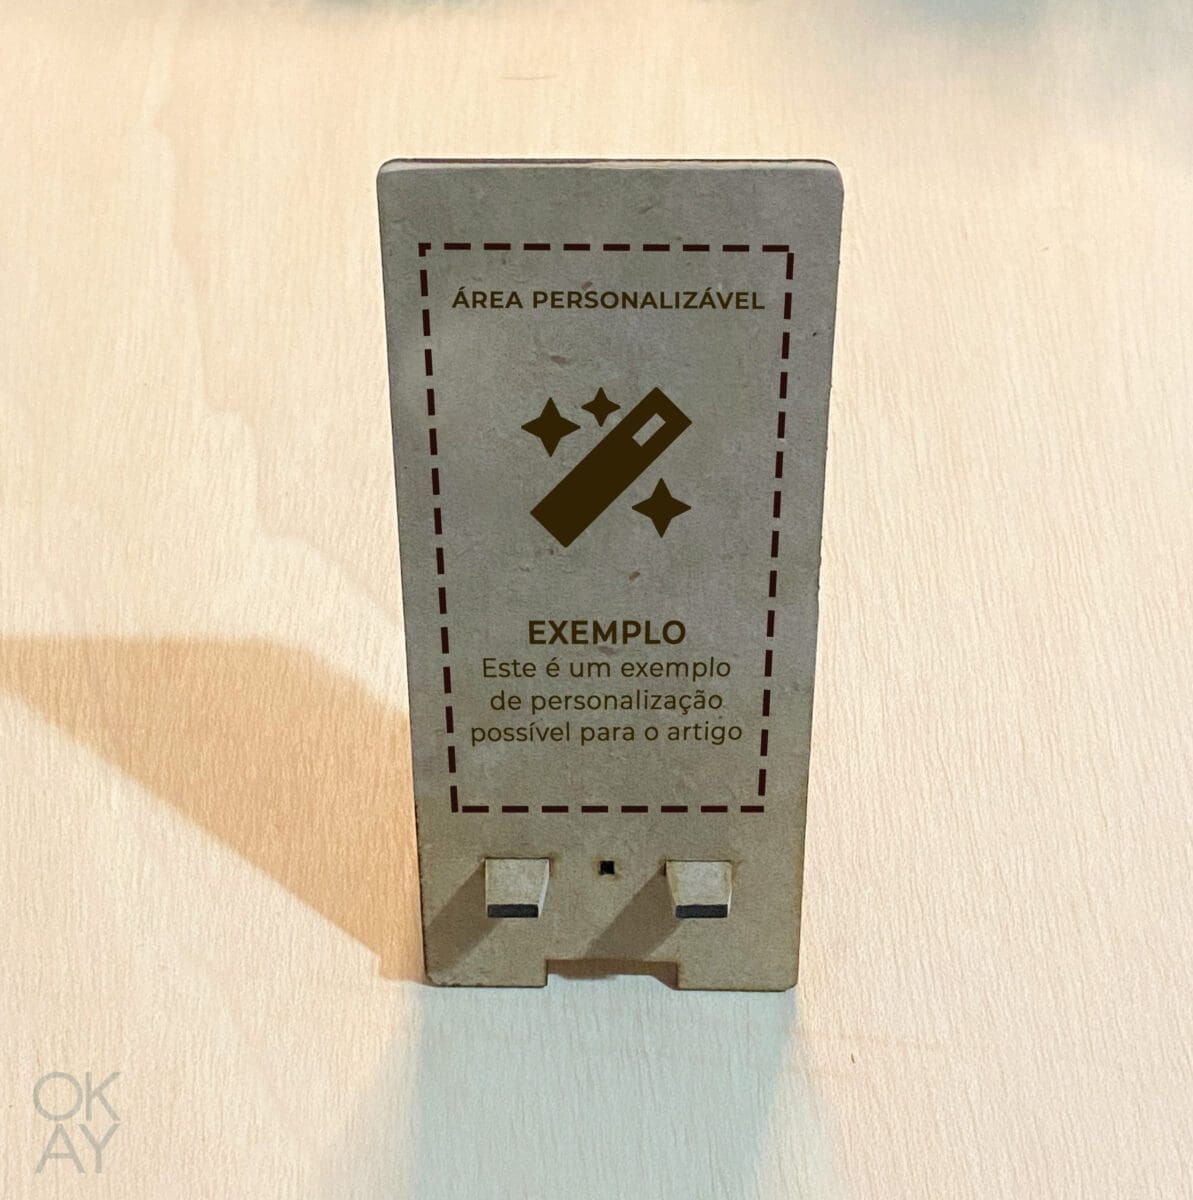 ÁREA PERSONALIZÁVEL
EXEMPLO
Este é um exemplo
de personalização
possível para o artigo
OK
AY